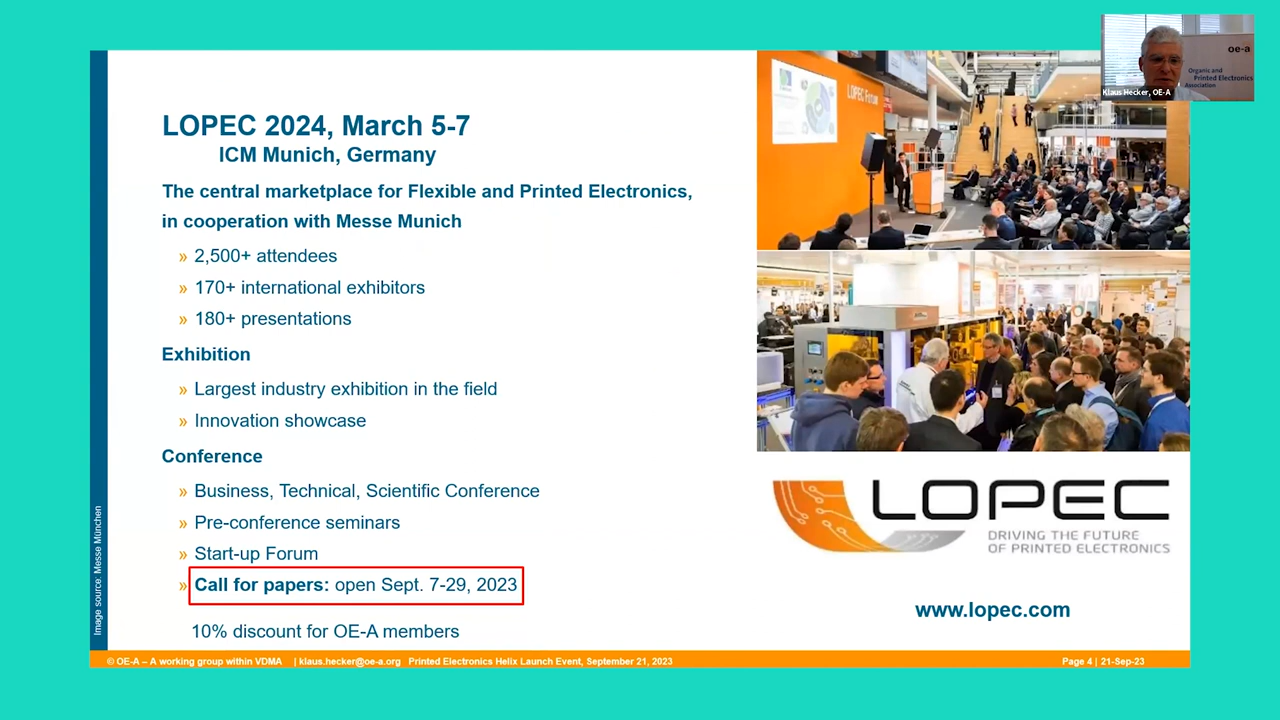 LOPEC 2024, March 5-7
ICM Munich, Germany
The central marketplace for Flexible and Printed Electronics,
in cooperation with Messe Munich
» 2,500+ attendees
» 170+ international exhibitors
» 180+ presentations
Exhibition
» Largest industry exhibition in the field
» Innovation showcase
Conference
» Business, Technical, Scientific Conference
» Pre-conference seminars
» Start-up Forum
» Call for papers: open Sept. 7-29, 2023
10% discount for OE-A members
Image source: Messe München
LOPEC Forum
oe-a
Organic and
Printed Electronics
Association
Klaus Hecker, OE-A
LOPEC
DRIVING THE FUTURE
OF PRINTED ELECTRONICS
www.lopec.com
© OE-A – A working group within VDMA | klaus.hecker@oe-a.org Printed Electronics Helix Launch Event, September 21, 2023
Page 4 | 21-Sep-23